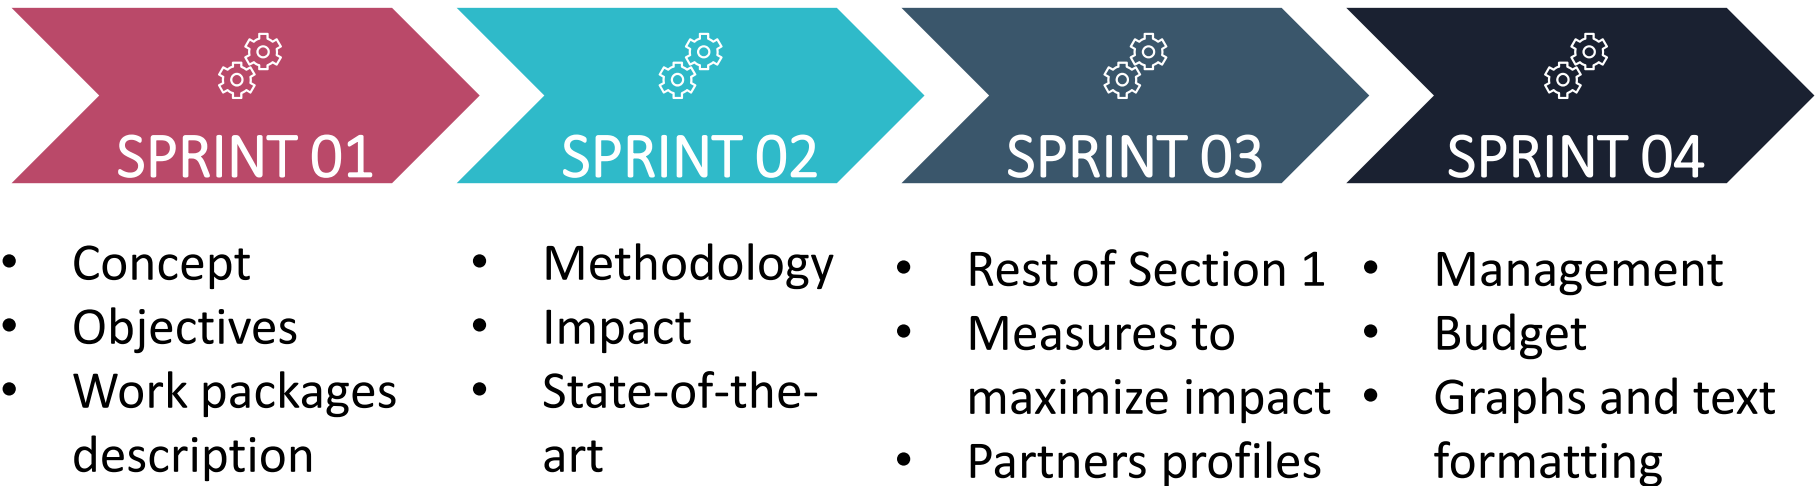 SPRINT 01
• Concept
• Objectives
• Work packages
description
SPRINT 02
• Methodology
• Impact
• State-of-the-
art
SPRINT 03
• Rest of Section 1
• Measures to
maximize impact
• Partners profiles
SPRINT 04
• Management
• Budget
• Graphs and text
formatting